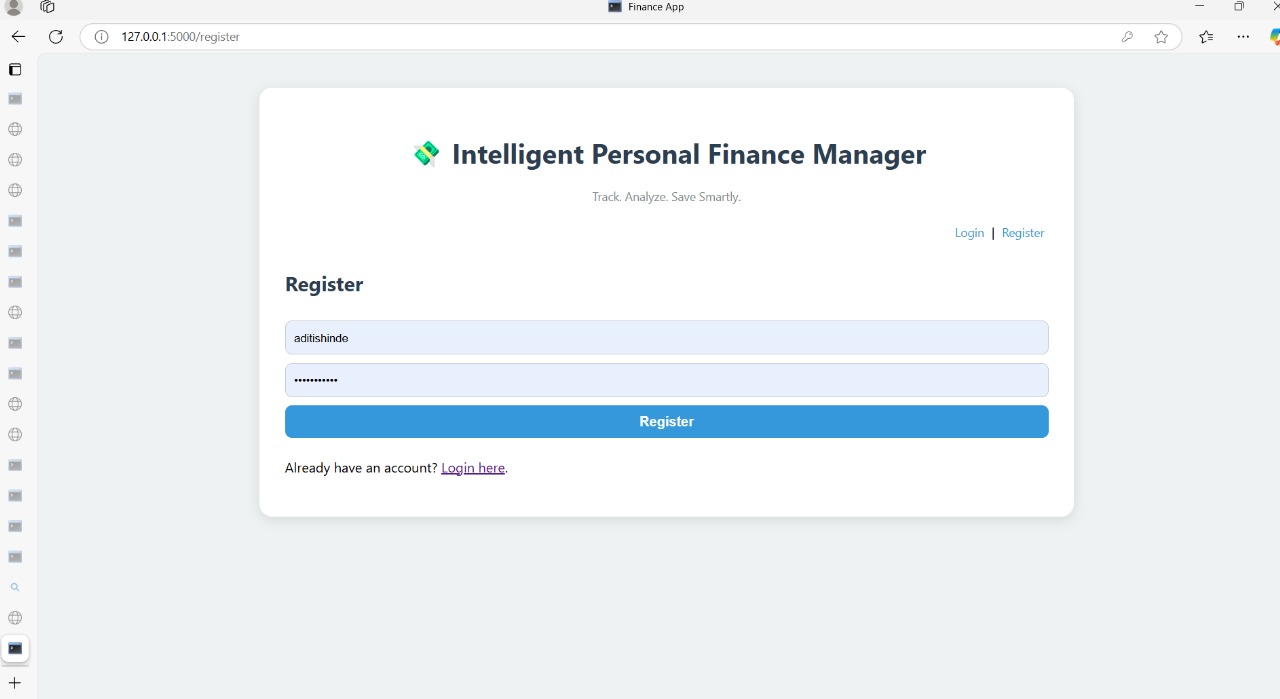 Finance App
127.0.0.1:5000/register
💸 Intelligent Personal Finance Manager
Track. Analyze. Save Smartly.
Login | Register
Register
aditishinde
•••••••••••
Register
Already have an account? Login here.